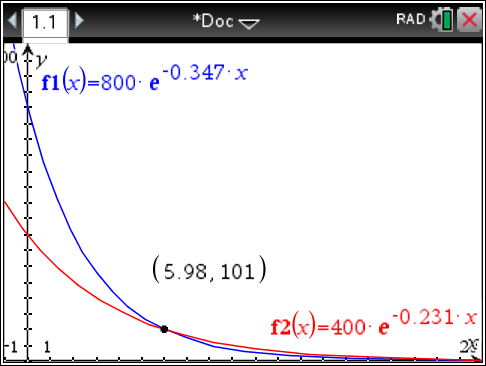 1.1 *Doc RAD
00 y
f1(x)=800· e^-0.347· x
(5.98, 101)
f2(x)=400· e^-0.231· x
-1 1 2 x